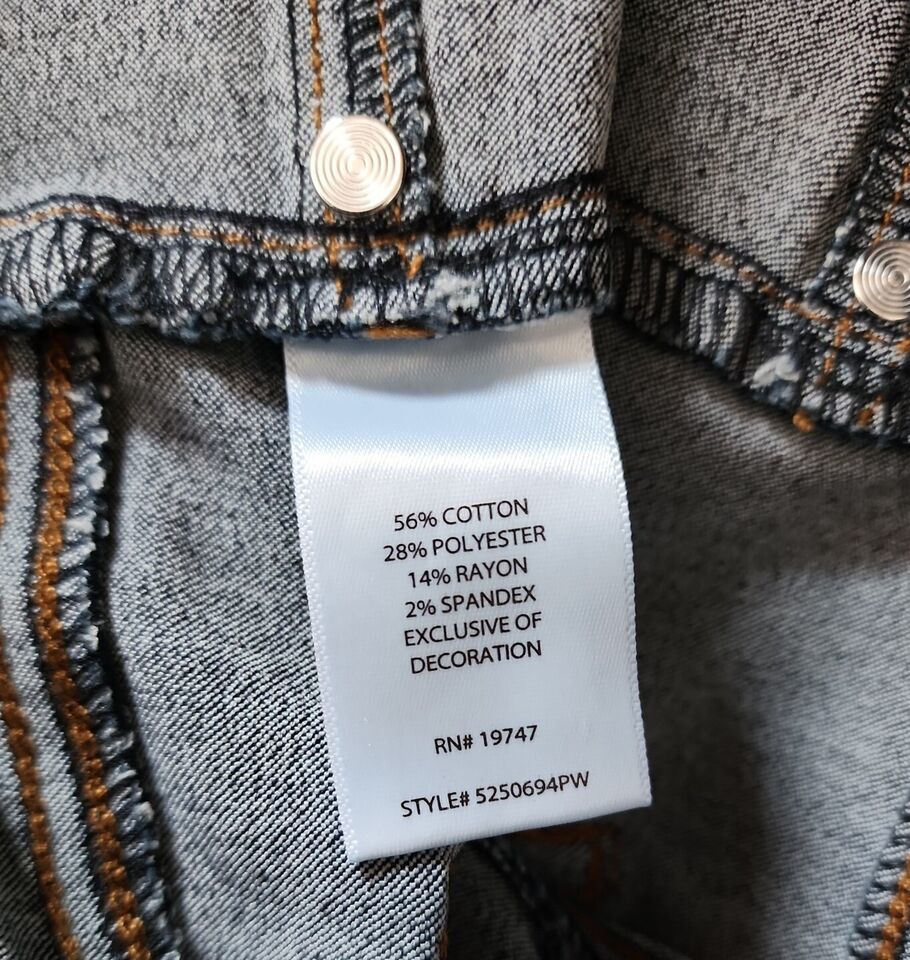 56% COTTON
28% POLYESTER
14% RAYON
2% SPANDEX
EXCLUSIVE OF
DECORATION
RN# 19747
STYLE# 5250694PW